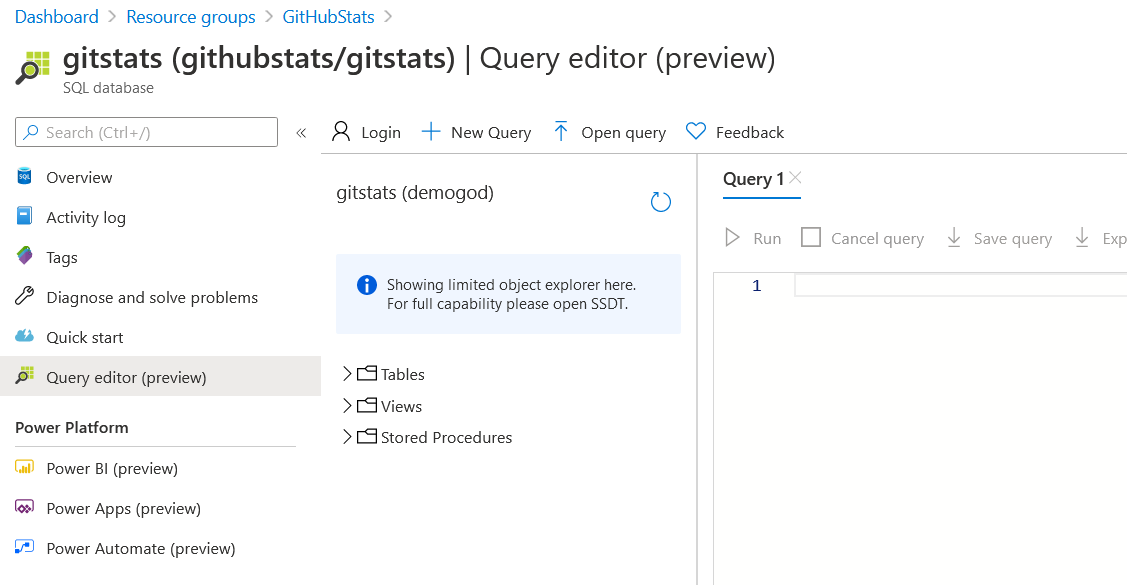 Dashboard > Resource groups > GitHubStats >
gitstats (githubstats/gitstats) | Query editor (preview)
SQL database
Search (Ctrl+/)
«
Login
New Query
Open query
Feedback
Overview
Activity log
Tags
Diagnose and solve problems
Quick start
Query editor (preview)
Power Platform
Power BI (preview)
Power Apps (preview)
Power Automate (preview)
gitstats (demogod)
Showing limited object explorer here.
For full capability please open SSDT.
Tables
Views
Stored Procedures
Query 1
Run
Cancel query
Save query
Exp
1